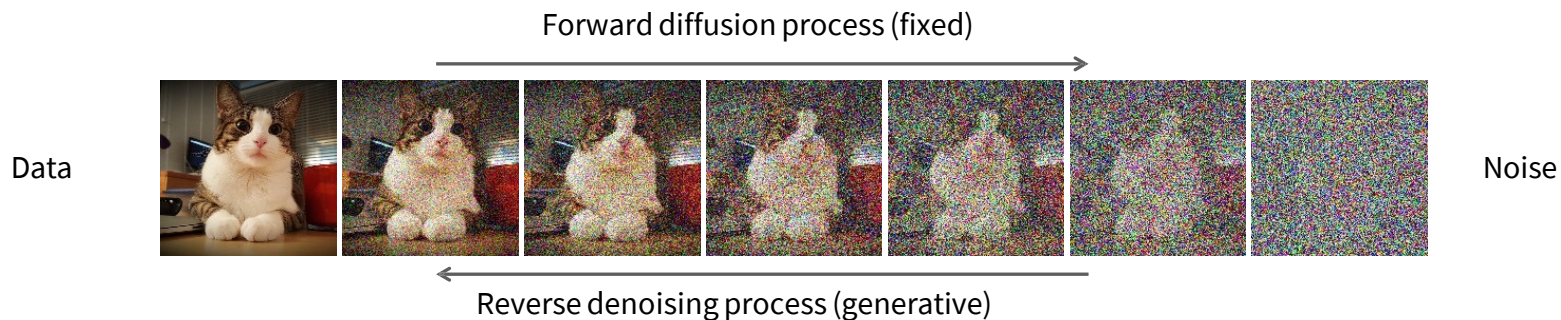 Forward diffusion process (fixed)
Data
Noise
Reverse denoising process (generative)